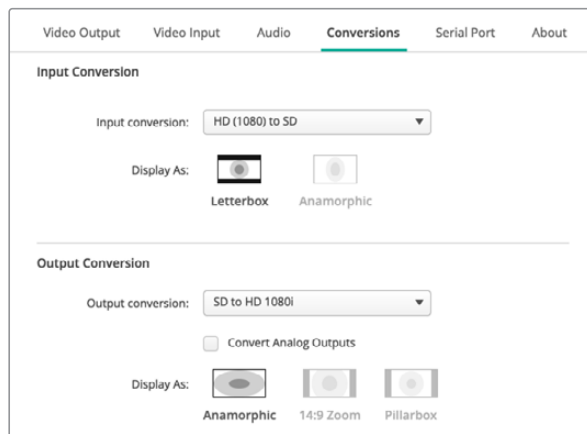 Video Output Video Input Audio Conversions Serial Port About
Input Conversion
Input conversion: HD (1080) to SD
Display As:
Letterbox Anamorphic
Output Conversion
Output conversion: SD to HD 1080i
Convert Analog Outputs
Display As:
Anamorphic 14:9 Zoom Pillarbox